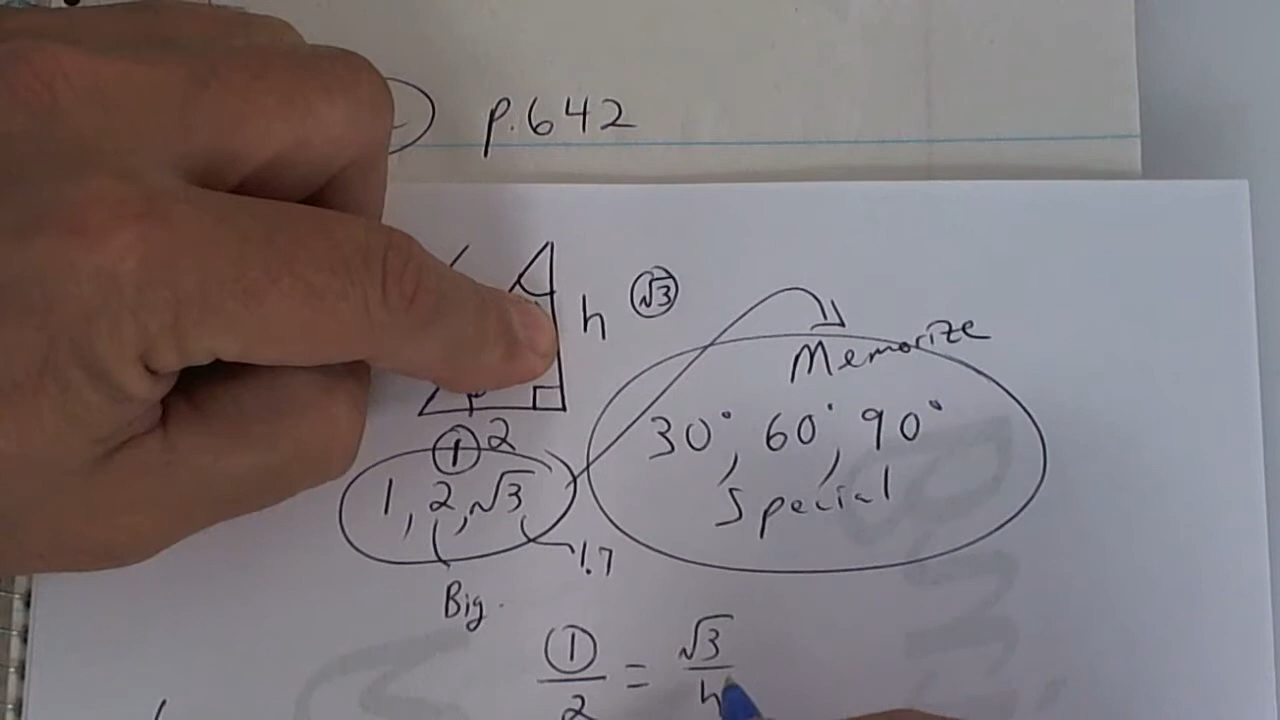 p.642
h √3
Memorize
1 2
30°, 60°, 90°
1, 2, √3
Special
1.7
Big
1/2 = √3/h